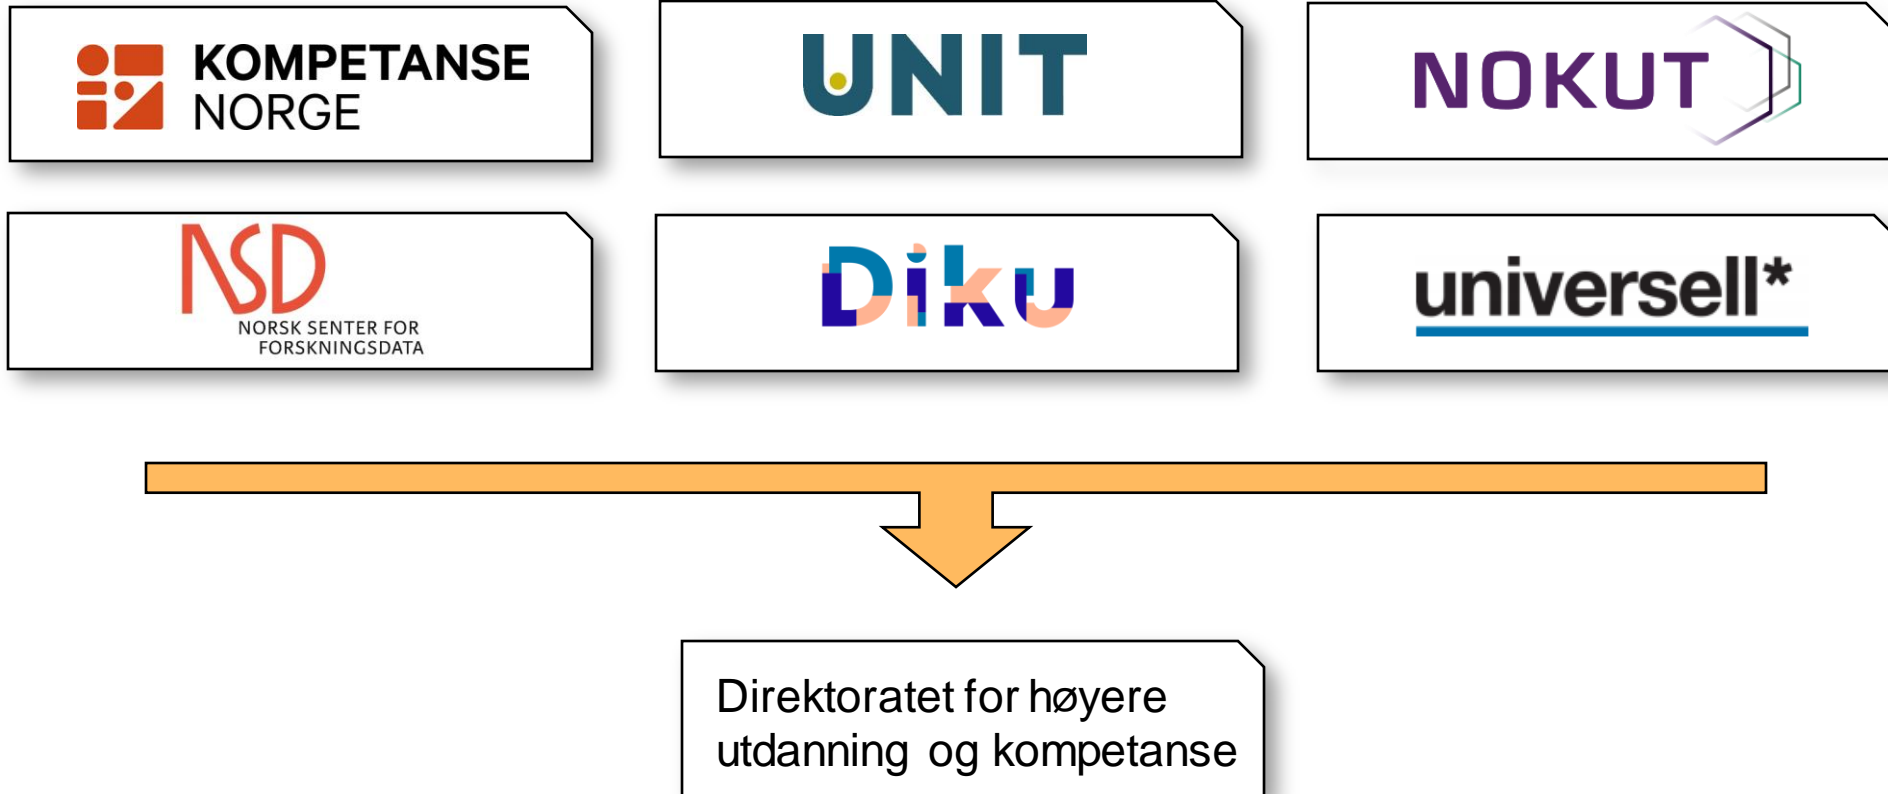 KOMPETANSE
NORGE
UNIT
NOKUT
NSD
NORSK SENTER FOR
FORSKNINGSDATA
Diku
universell*
Direktoratet for høyere
utdanning og kompetanse